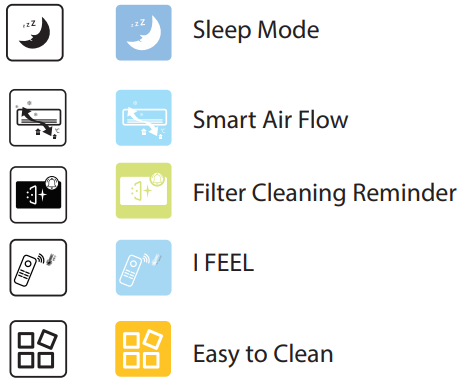 z z Z z z Z Sleep Mode
°C °C Smart Air Flow
Filter Cleaning Reminder
I FEEL
Easy to Clean